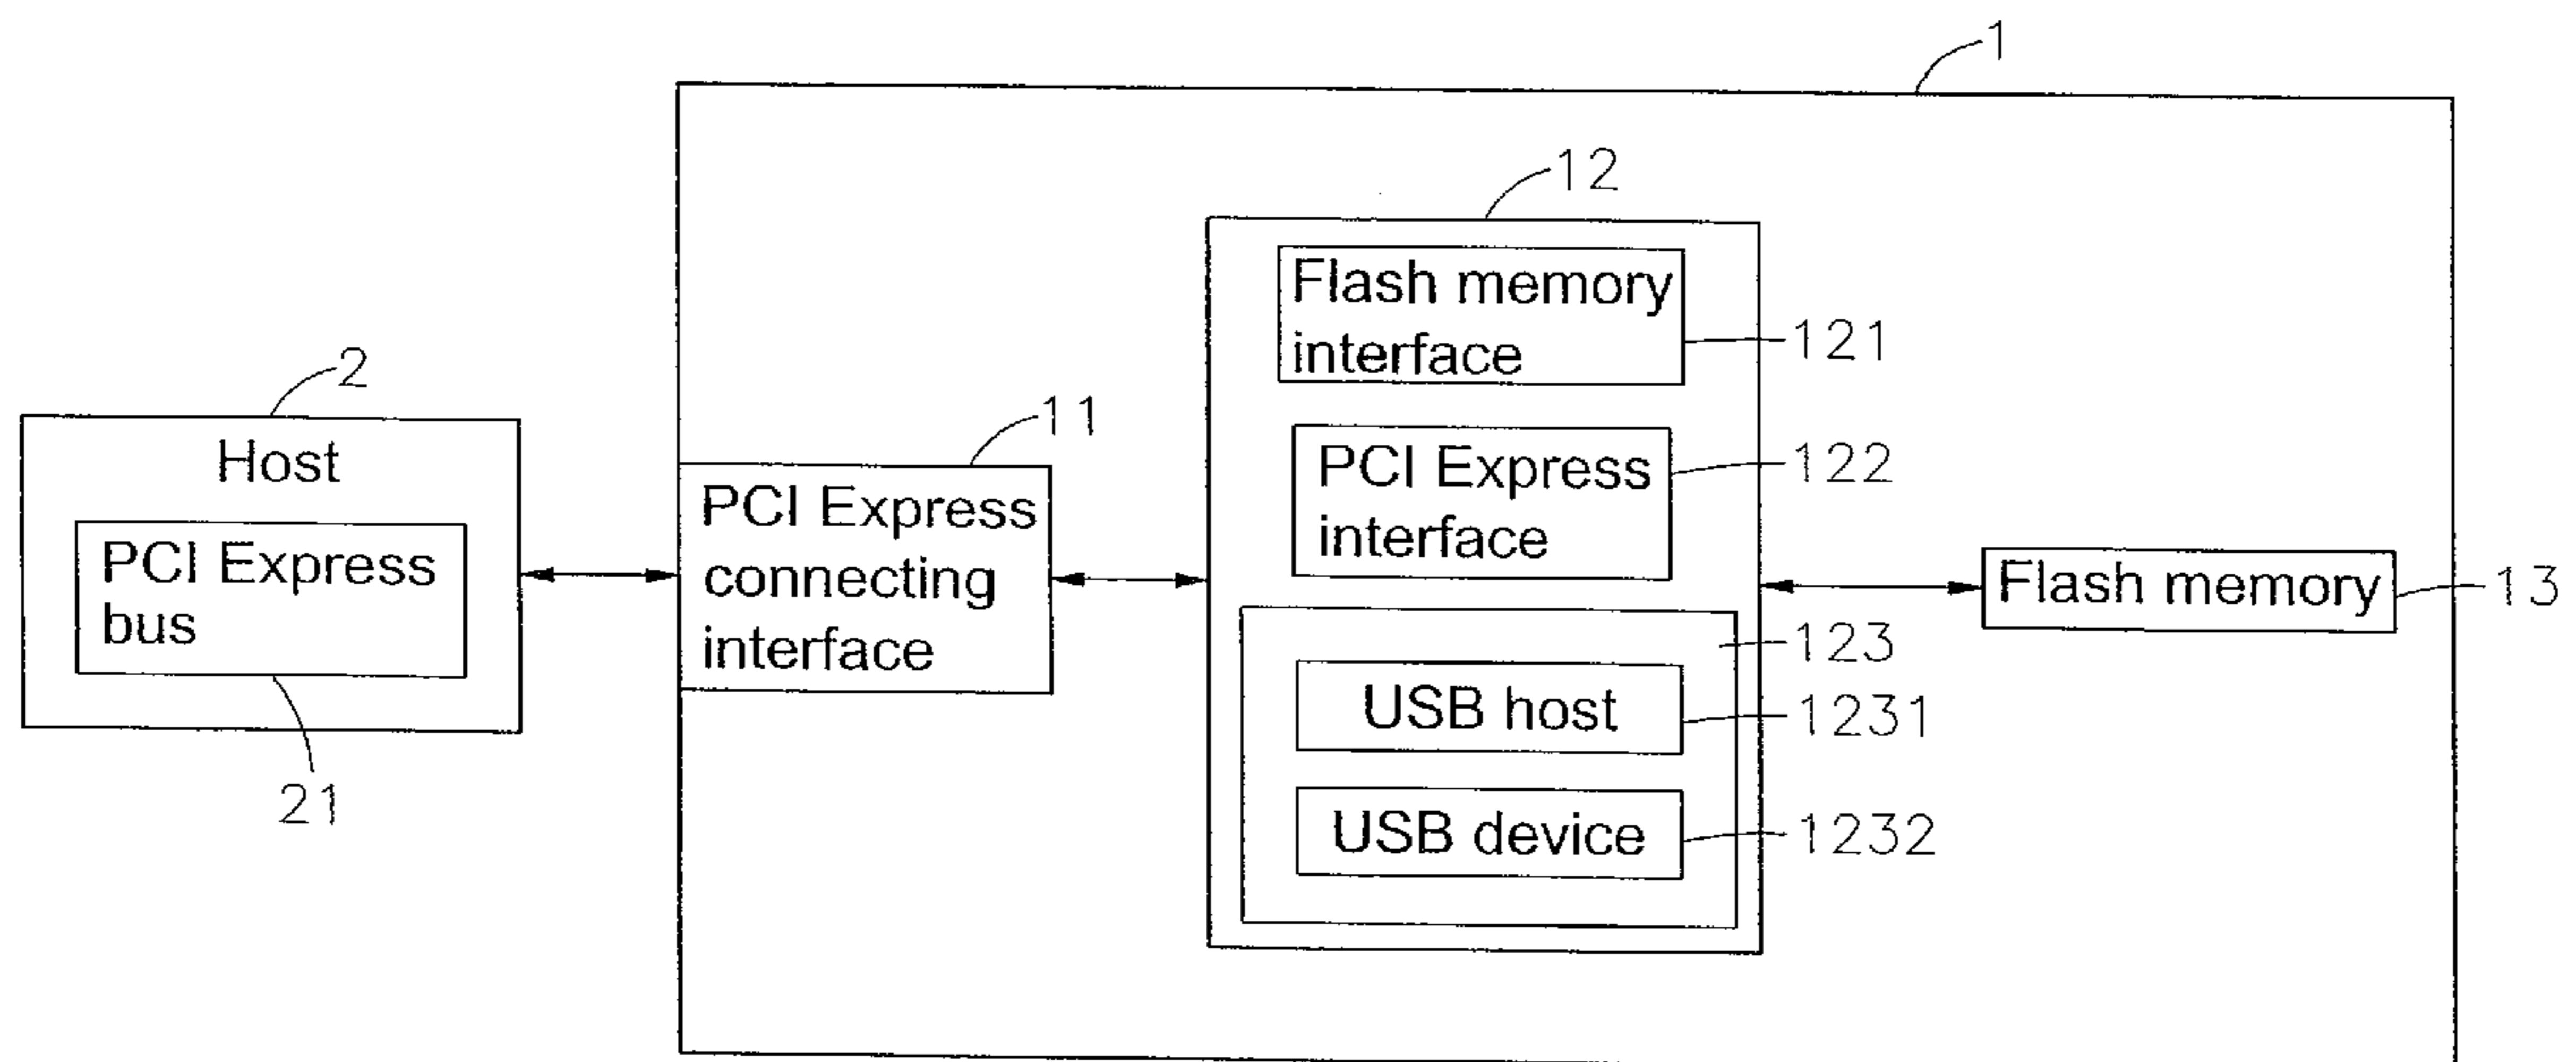 1
12
Flash memory
interface
121
2
11
Host
PCI Express
interface
122
PCI Express
connecting
interface
PCI Express
bus
Flash memory
13
123
USB host
1231
21
USB device
1232